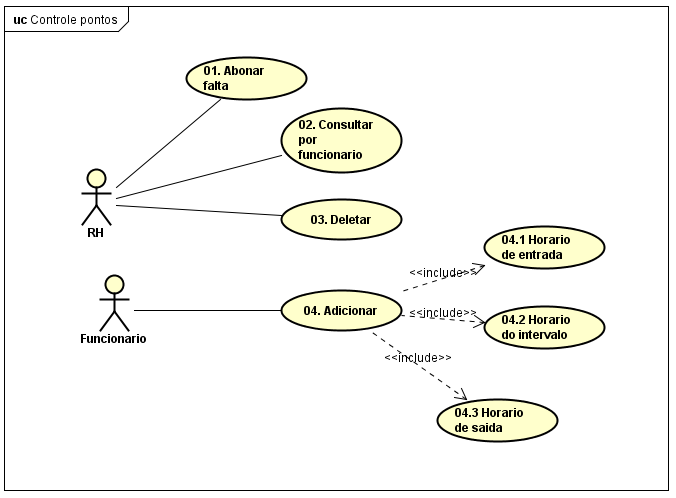 uc Controle pontos
01. Abonar
falta
02. Consultar
por
funcionario
RH
03. Deletar
04.1 Horario
de entrada
<<include>>
Funcionario
04. Adicionar
<<include>>
04.2 Horario
do intervalo
<<include>>
04.3 Horario
de saida